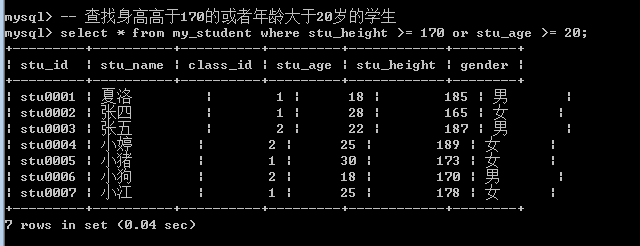 mysql> -- 查找身高高于170的或者年龄大于20岁的学生
mysql> select * from my_student where stu_height >= 170 or stu_age >= 20;
+---------+----------+----------+---------+------------+--------+
| stu_id | stu_name | class_id | stu_age | stu_height | gender |
+---------+----------+----------+---------+------------+--------+
| stu0001 | 夏洛 | 1 | 18 | 185 | 男 |
| stu0002 | 张四 | 1 | 28 | 165 | 女 |
| stu0003 | 张五 | 2 | 22 | 187 | 男 |
| stu0004 | 小婷 | 2 | 25 | 189 | 女 |
| stu0005 | 小猪 | 1 | 30 | 173 | 女 |
| stu0006 | 小狗 | 2 | 18 | 170 | 男 |
| stu0007 | 小江 | 1 | 25 | 178 | 女 |
+---------+----------+----------+---------+------------+--------+
7 rows in set (0.04 sec)